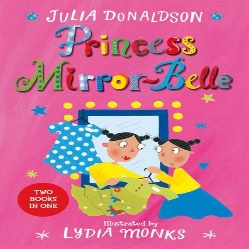 JULIA DONALDSON
Princess
Mirror-Belle
TWO
BOOKS
IN ONE
Illustrated by
LYDIA MONKS